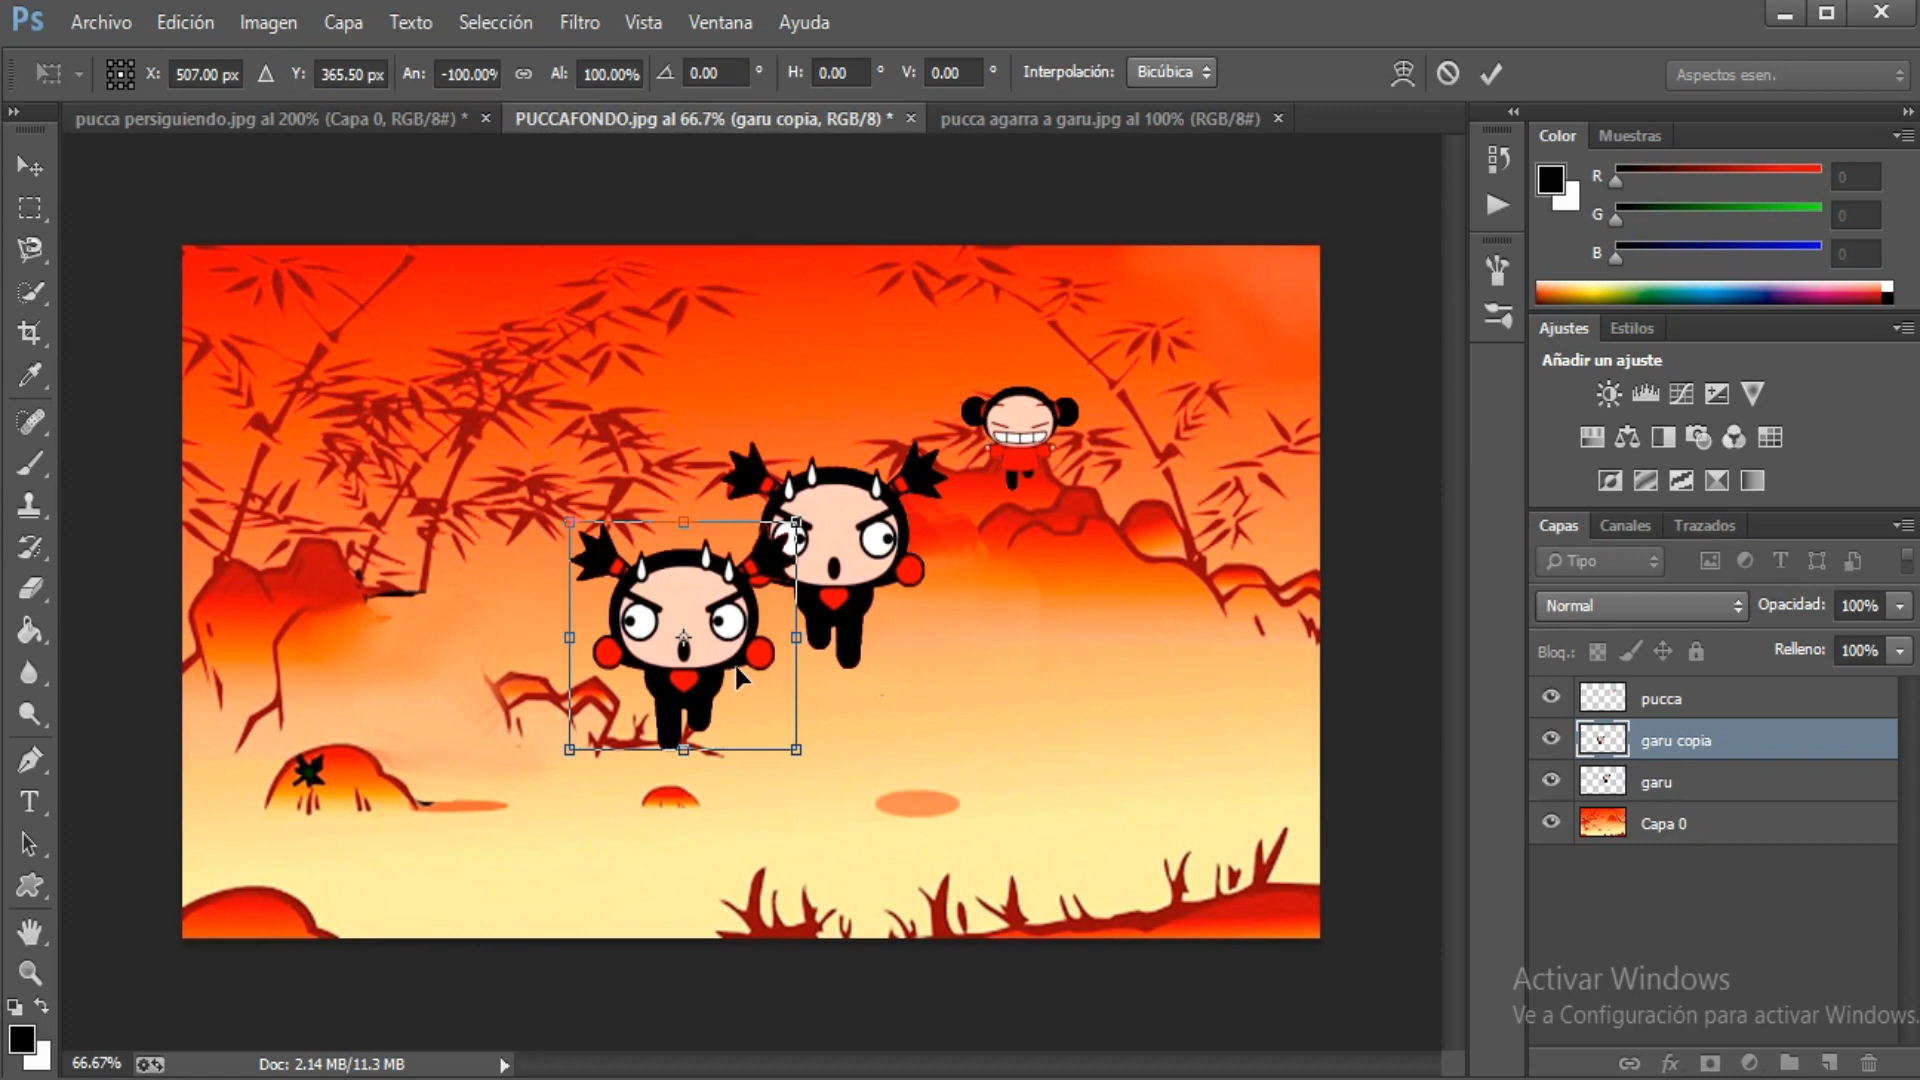 Ps Archivo Edición Imagen Capa Texto Selección Filtro Vista Ventana Ayuda
X: 507.00 px Y: 365.50 px An: -100.00% Al: 100.00% 0.00 ° H: 0.00 ° V: 0.00 ° Interpolación: Bicúbica Aspectos esen.
pucca persiguiendo.jpg al 200% (Capa 0, RGB/8#) * PUCCAFONDO.jpg al 66.7% (garu copia, RGB/8) * pucca agarra a garu.jpg al 100% (RGB/8#)
Color Muestras
R 0
G 0
B 0
Ajustes Estilos
Añadir un ajuste
Capas Canales Trazados
Tipo
Normal Opacidad: 100%
Bloq.: Relleno: 100%
pucca
garu copia
garu
Capa 0
Activar Windows
Ve a Configuración para activar Windows.
66.67% Doc: 2.14 MB/11.3 MB